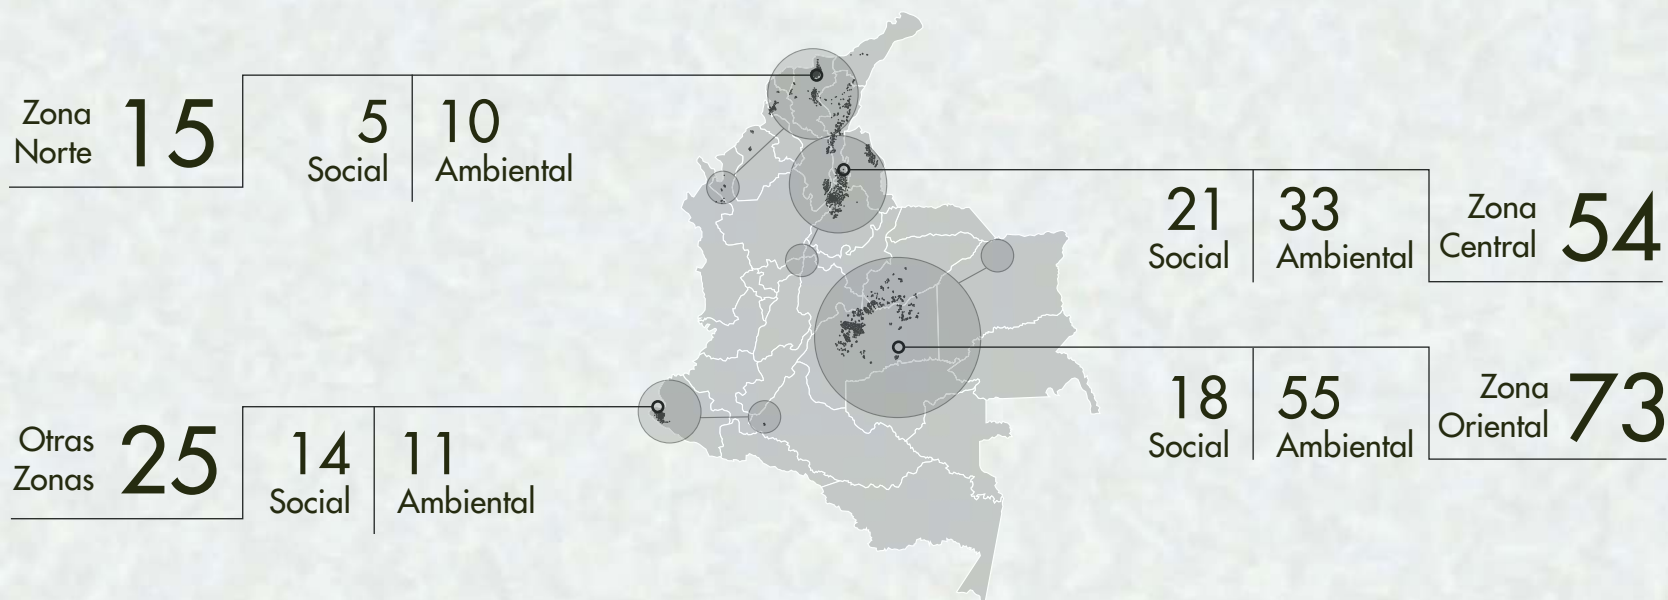 Zona
Norte
15
5
Social
10
Ambiental
21
Social
33
Ambiental
Zona
Central
54
18
Social
55
Ambiental
Zona
Oriental
73
Otras
Zonas
25
14
Social
11
Ambiental